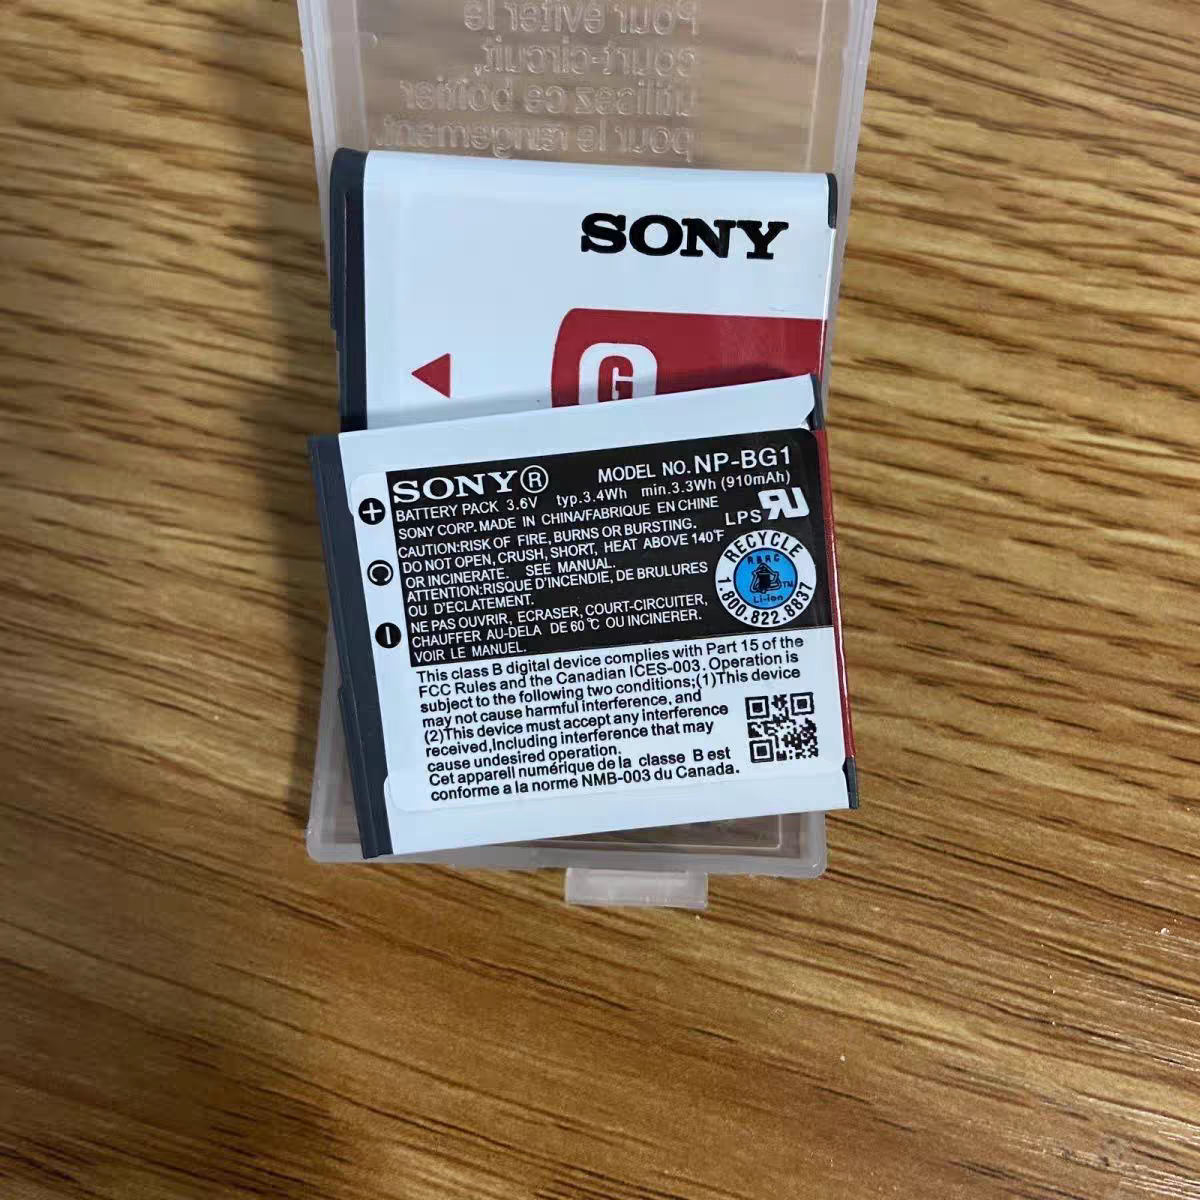 Pour éviter le
court-circuit,
utilisez ce boîtier
pour le rangement
SONY
G
SONY®
MODEL NO. NP-BG1
BATTERY PACK 3.6V typ.3.4Wh min.3.3Wh (910mAh)
SONY CORP. MADE IN CHINA/FABRIQUE EN CHINE
CAUTION:RISK OF FIRE, BURNS OR BURSTING.
DO NOT OPEN, CRUSH, SHORT, HEAT ABOVE 140℉
OR INCINERATE. SEE MANUAL.
ATTENTION:RISQUE D'INCENDIE, DE BRULURES
OU D'ECLATEMENT.
NE PAS OUVRIR, ECRASER, COURT-CIRCUITER,
CHAUFFER AU-DELA DE 60℃ OU INCINERER.
VOIR LE MANUEL.
+
C
-
LPS
RECYCLE
RBRC
TM
Li-ion
1.800.822.8837
This class B digital device complies with Part 15 of the
FCC Rules and the Canadian ICES-003. Operation is
subject to the following two conditions;(1)This device
may not cause harmful interference, and
(2)This device must accept any interference
received,Including interference that may
cause undesired operation.
Cet appareil numérique de la classe B est
conforme a la norme NMB-003 du Canada.